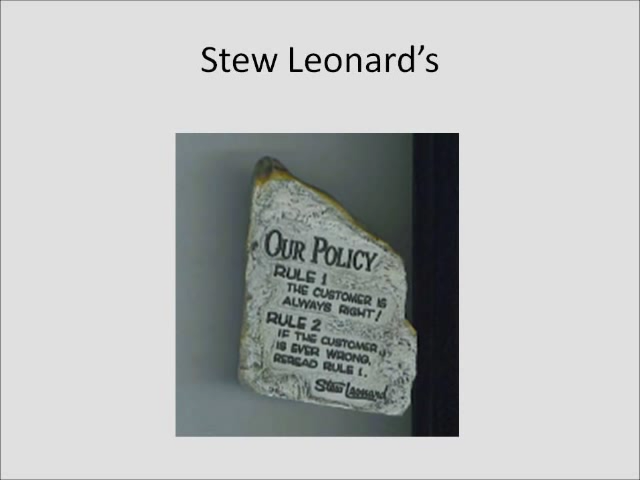 Stew Leonard’s
OUR POLICY
RULE 1
THE CUSTOMER IS
ALWAYS RIGHT!
RULE 2
IF THE CUSTOMER
IS EVER WRONG,
REREAD RULE 1.
Stew Leonard